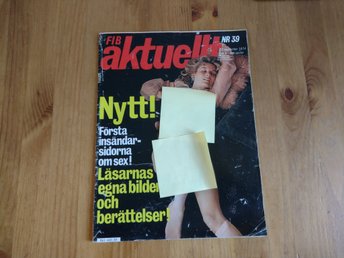 FIB
aktuellt
NR 39
Nytt!
Första
insändar-
sidorna
om sex!
Läsarnas
egna bilder
och
berättelser!